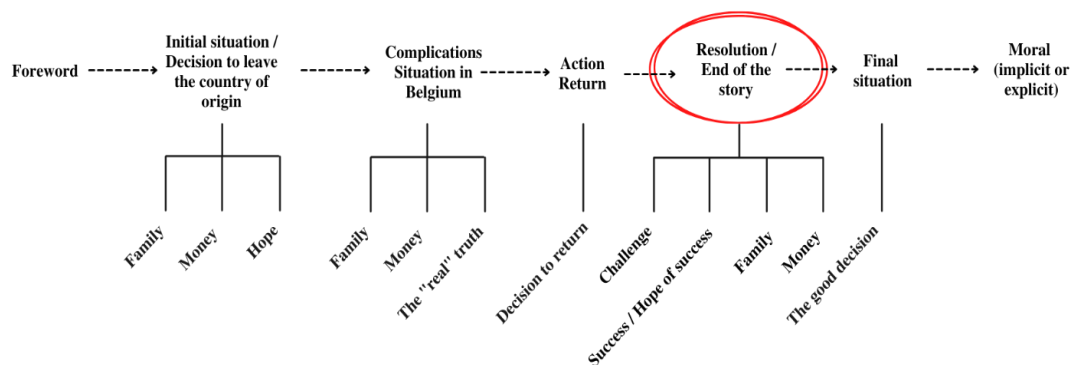 Foreword
Initial situation /
Decision to leave
the country of
origin
Complications
Situation in
Belgium
Action
Return
Resolution /
End of the
story
Final
situation
Moral
(implicit or
explicit)
Family
Money
Hope
Family
Money
The "real" truth
Decision to return
Challenge
Success / Hope of success
Family
Money
The good decision